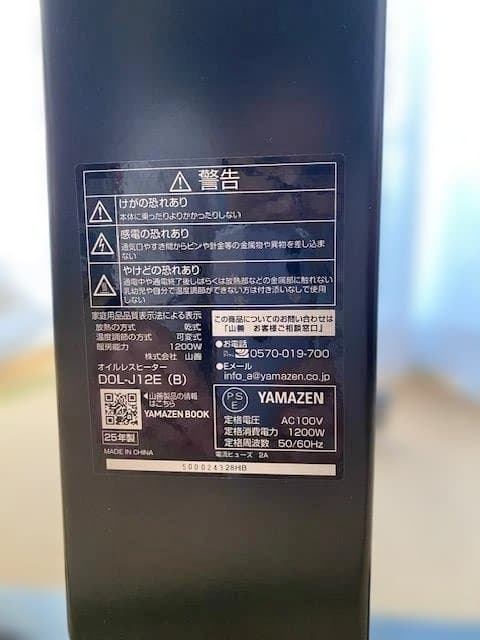 警告
けがの恐れあり
本体に乗ったりよりかかったりしない
感電の恐れあり
通気口やすき間からピンや針金等の金属物や異物を差し込ま
ない
やけどの恐れあり
通電中や通電終了後しばらくは放熱部などの金属部に触れない
乳幼児や自分で温度調節ができない方は付き添いなしで使用
しない
家庭用品品質表示法による表示
放熱の方式 乾式
温度調節の方式 可変式
暖房能力 1200W
株式会社 山善
オイルレスヒーター
DOL-J12E (B)
山善製品の情報
はこちら
YAMAZEN BOOK
25年製
MADE IN CHINA
この商品についてのお問い合わせは
「山善 お客様ご相談窓口」
●お電話
0570-019-700
●Eメール
info_a@yamazen.co.jp
PSE YAMAZEN
定格電圧 AC100V
定格消費電力 1200W
定格周波数 50/60Hz
電流ヒューズ 2A
500024328HB